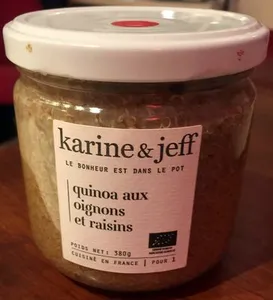 karine & jeff
LE BONHEUR EST DANS LE POT
quinoa aux
oignons
et raisins
POIDS NET: 380g
CUISINÉ EN FRANCE | POUR 1